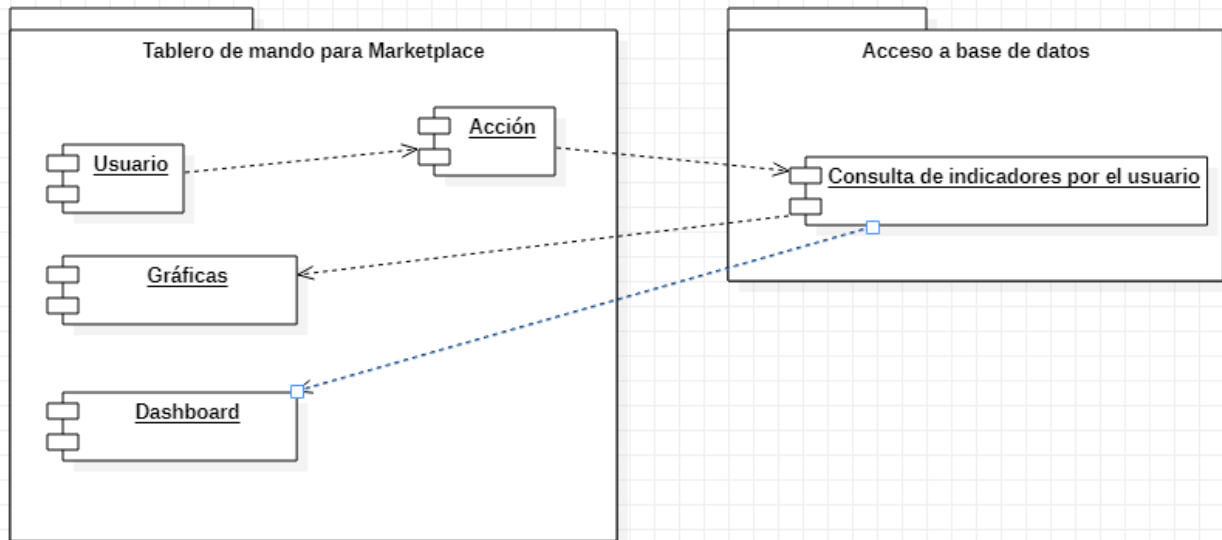 Tablero de mando para Marketplace
Acceso a base de datos
Acción
Usuario
Consulta de indicadores por el usuario
Gráficas
Dashboard